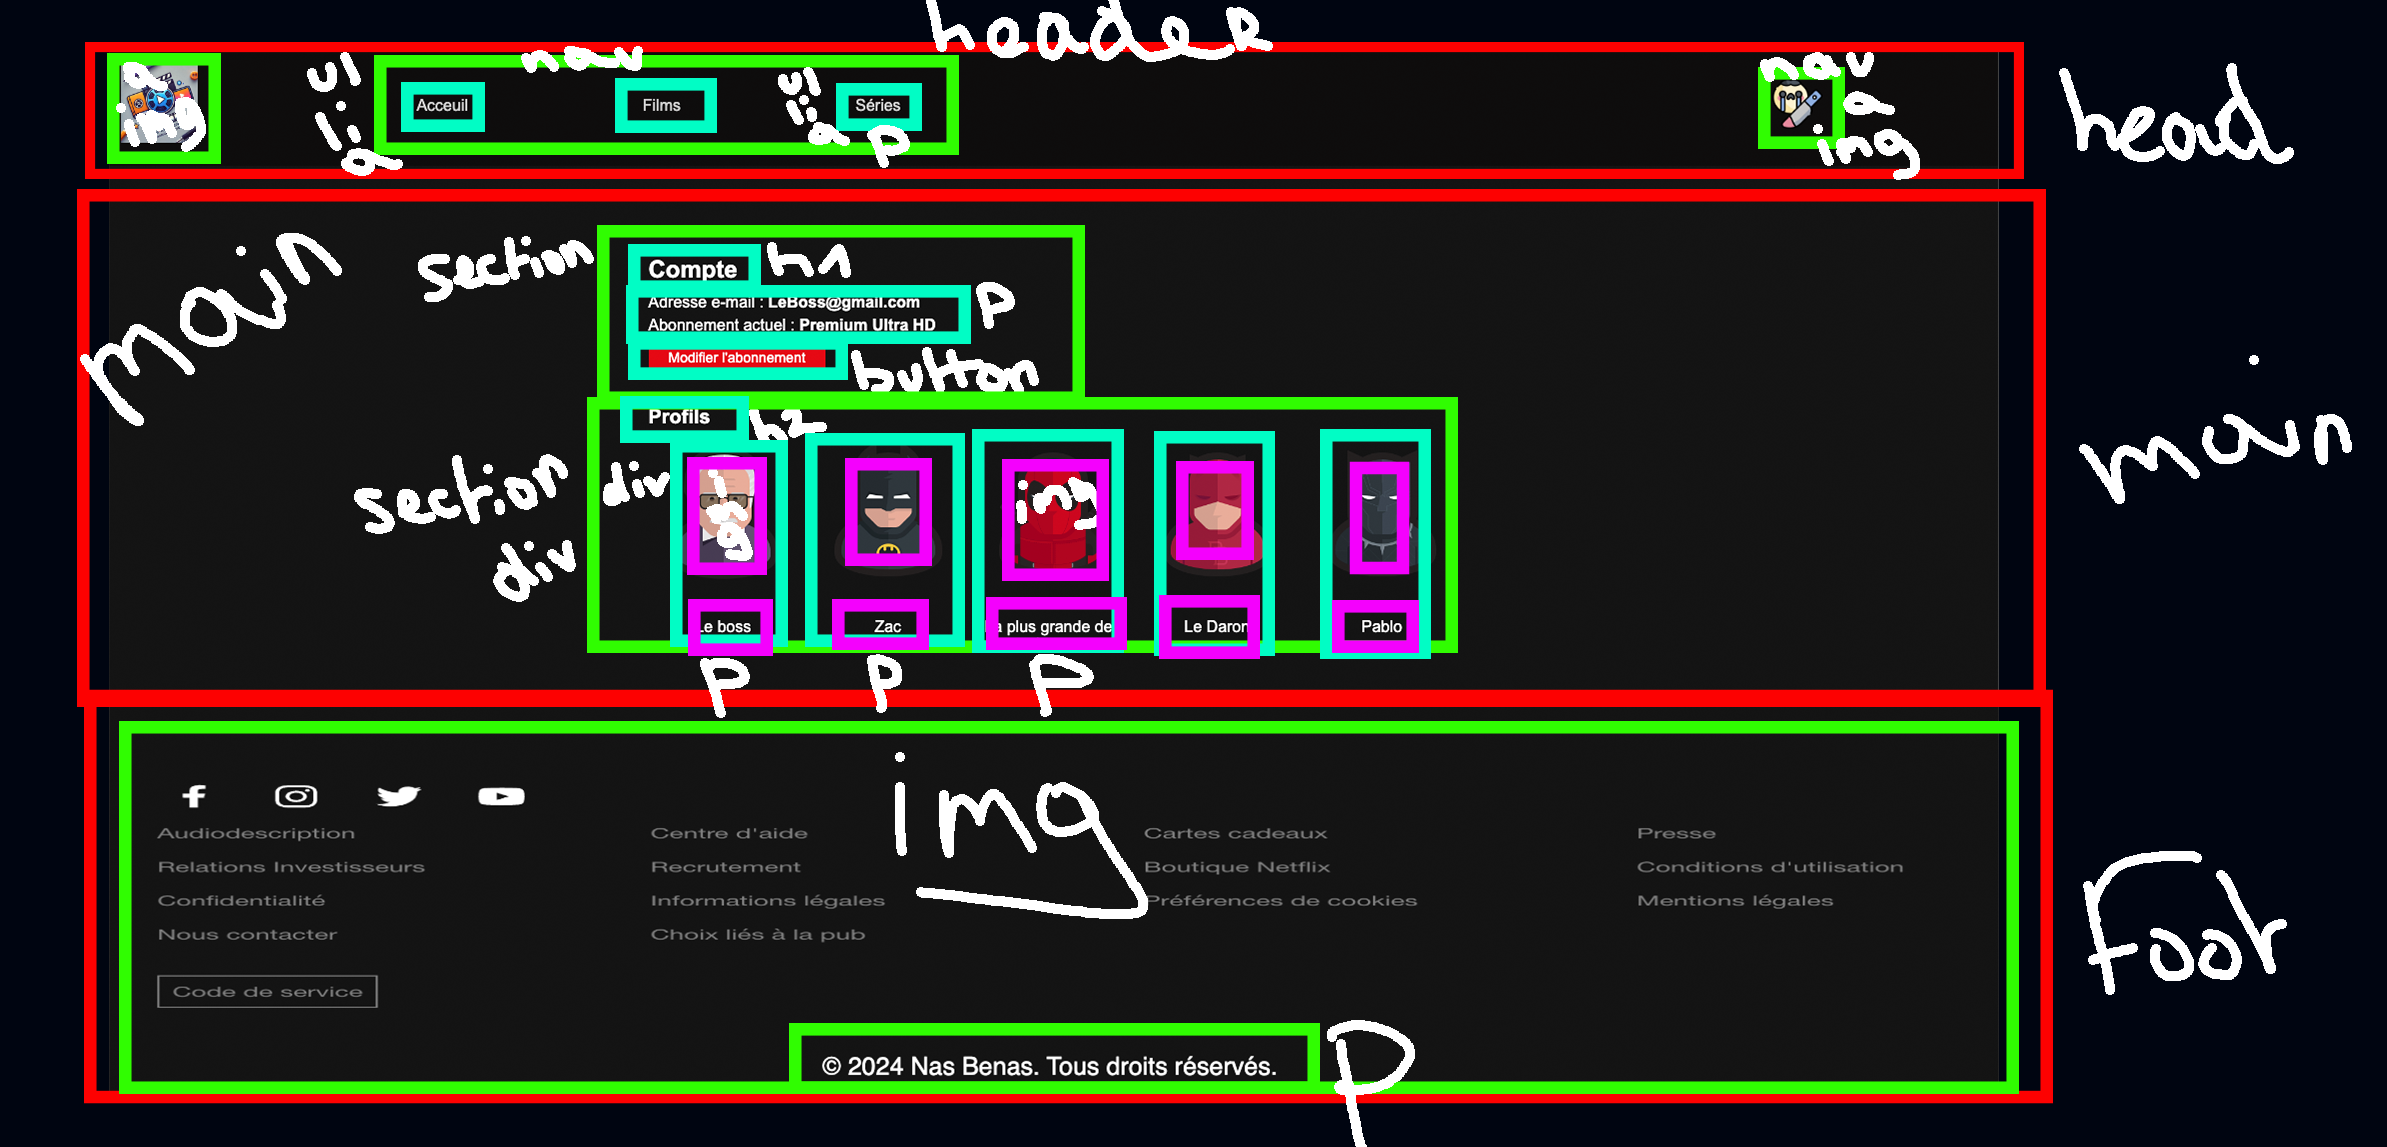 header
a
img
ul
li
a
nav
Acceuil
Films
ul
li
a
p
Séries
nav
a
img
head
main
section
Compte
h1
Adresse e-mail : LeBoss@gmail.com
Abonnement actuel : Premium Ultra HD
p
Modifier l'abonnement
button
main
Profils
h2
section
div
div
img
img
Le boss
Zac
a plus grande de
Le Daron
Pablo
p
p
p
img
Audiodescription
Centre d'aide
Cartes cadeaux
Presse
Relations Investisseurs
Recrutement
Boutique Netflix
Conditions d'utilisation
Confidentialité
Informations légales
Préférences de cookies
Mentions légales
Nous contacter
Choix liés à la pub
Code de service
Foot
© 2024 Nas Benas. Tous droits réservés.
p